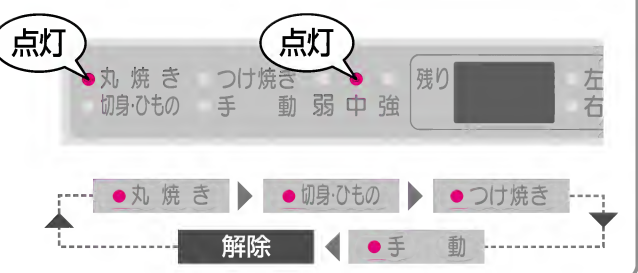 点灯 点灯
丸焼き つけ焼き 残り 左
切身・ひもの 手動 弱 中 強 右
丸焼き 切身・ひもの つけ焼き
解除 手動